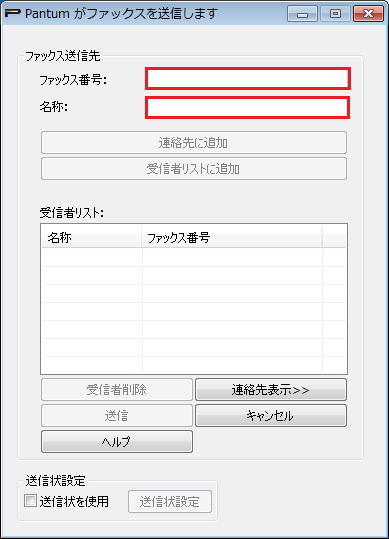 Pantum がファックスを送信します
ファックス送信先
ファックス番号:
名称:
連絡先に追加
受信者リストに追加
受信者リスト:
名称 ファックス番号
受信者削除 連絡先表示>>
送信 キャンセル
ヘルプ
送信状設定
送信状を使用 送信状設定